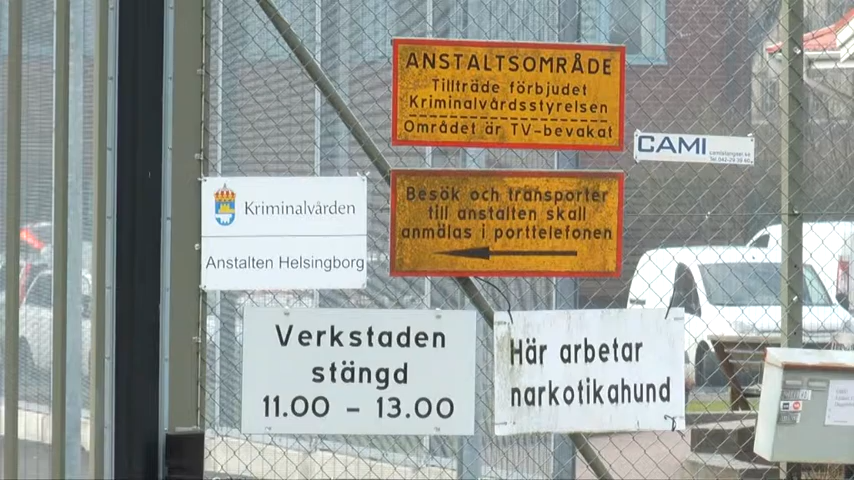 ANSTALTSOMRÅDE
Tillträde förbjudet
Kriminalvårdsstyrelsen
Området är TV-bevakat
CAMI
Besök och transporter
till anstalten skall
anmälas i porttelefonen
Kriminalvården
Anstalten Helsingborg
Verkstaden
stängd
11.00 - 13.00
Här arbetar
narkotikahund